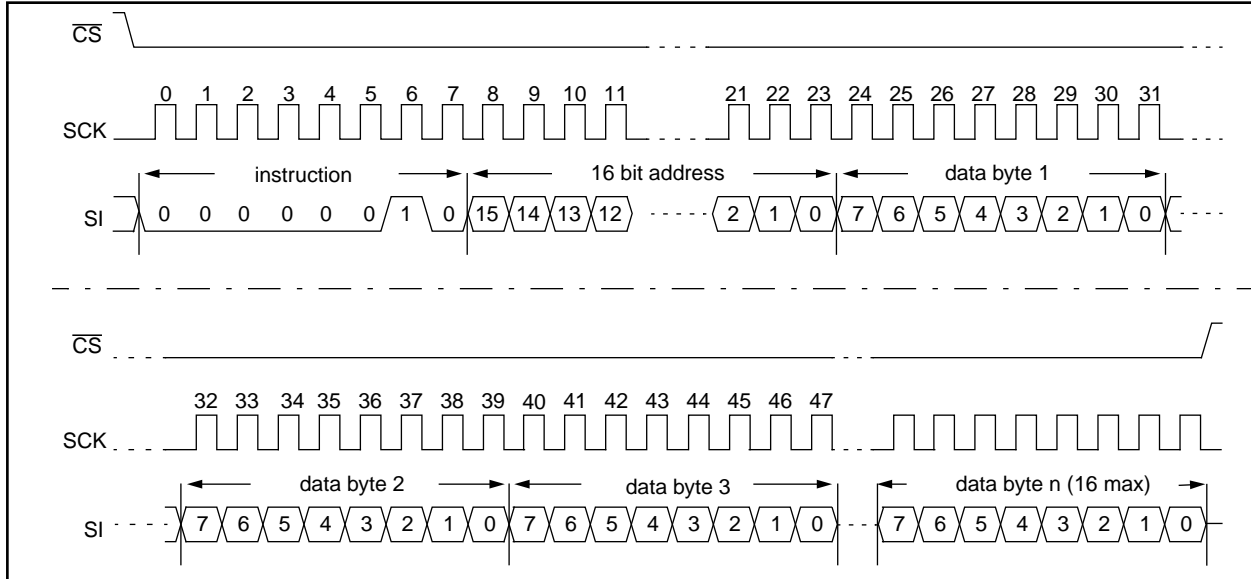 CS
0 1 2 3 4 5 6 7 8 9 10 11 21 22 23 24 25 26 27 28 29 30 31
SCK
instruction 16 bit address data byte 1
SI 0 0 0 0 0 0 1 0 15 14 13 12 2 1 0 7 6 5 4 3 2 1 0
CS
32 33 34 35 36 37 38 39 40 41 42 43 44 45 46 47
SCK
data byte 2 data byte 3 data byte n (16 max)
SI 7 6 5 4 3 2 1 0 7 6 5 4 3 2 1 0 7 6 5 4 3 2 1 0